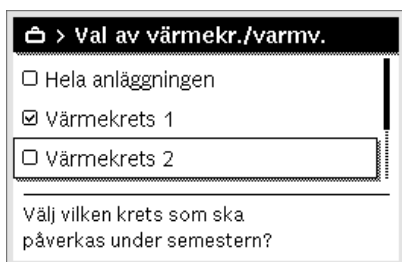 > Val av värmekr./varmv.
Hela anläggningen
Värmekrets 1
Värmekrets 2
Välj vilken krets som ska
påverkas under semestern?